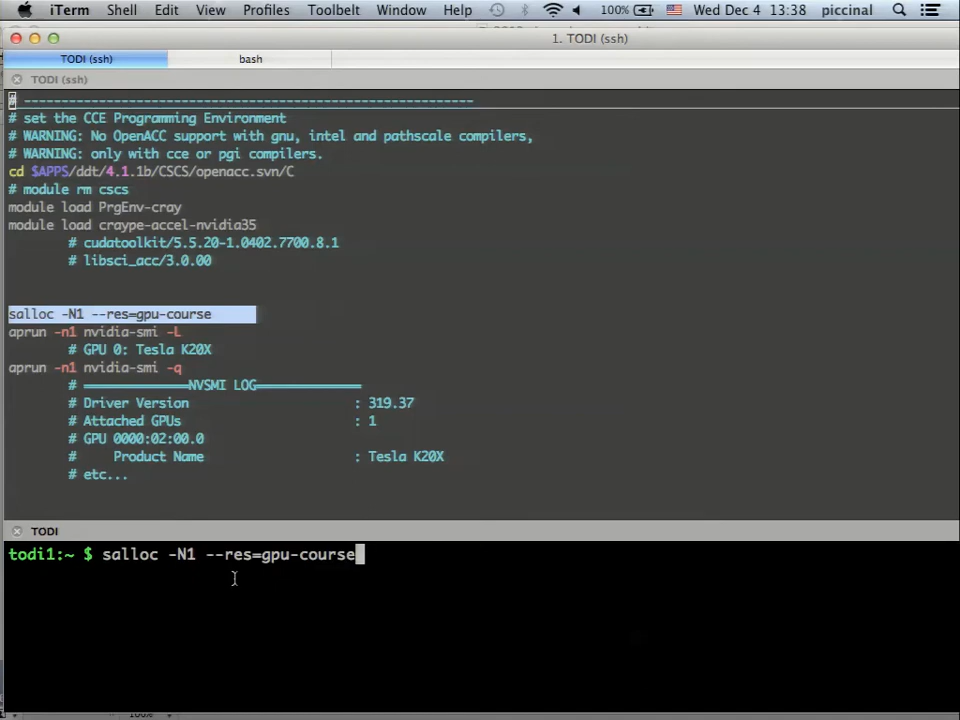 iTerm Shell Edit View Profiles Toolbelt Window Help 100% Wed Dec 4 13:38 piccinal
1. TODI (ssh)
TODI (ssh) bash
TODI (ssh)
# ------------------------------------------------------------
# set the CCE Programming Environment
# WARNING: No OpenACC support with gnu, intel and pathscale compilers,
# WARNING: only with cce or pgi compilers.
cd $APPS/ddt/4.1.1b/CSCS/openacc.svn/C
# module rm cscs
module load PrgEnv-cray
module load craype-accel-nvidia35
# cudatoolkit/5.5.20-1.0402.7700.8.1
# libsci_acc/3.0.00
salloc -N1 --res=gpu-course
aprun -n1 nvidia-smi -L
# GPU 0: Tesla K20X
aprun -n1 nvidia-smi -q
# ==============NVSMI LOG==============
# Driver Version : 319.37
# Attached GPUs : 1
# GPU 0000:02:00.0
# Product Name : Tesla K20X
# etc...
TODI
todi1:~ $ salloc -N1 --res=gpu-course
100%